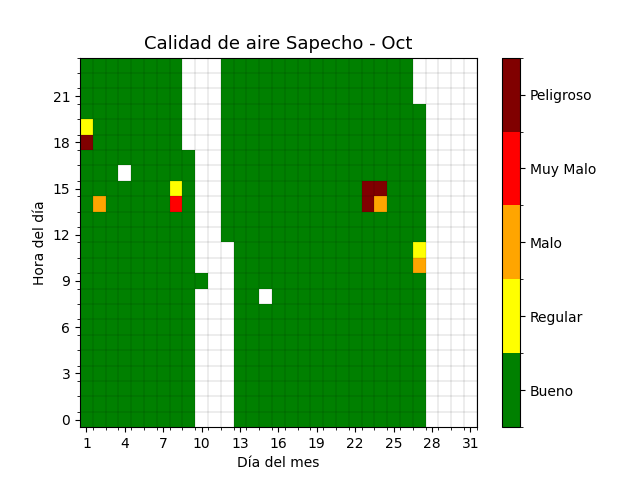 Calidad de aire Sapecho - Oct
Hora del día
21
18
15
12
9
6
3
0
1 4 7 10 13 16 19 22 25 28 31
Día del mes
Peligroso
Muy Malo
Malo
Regular
Bueno